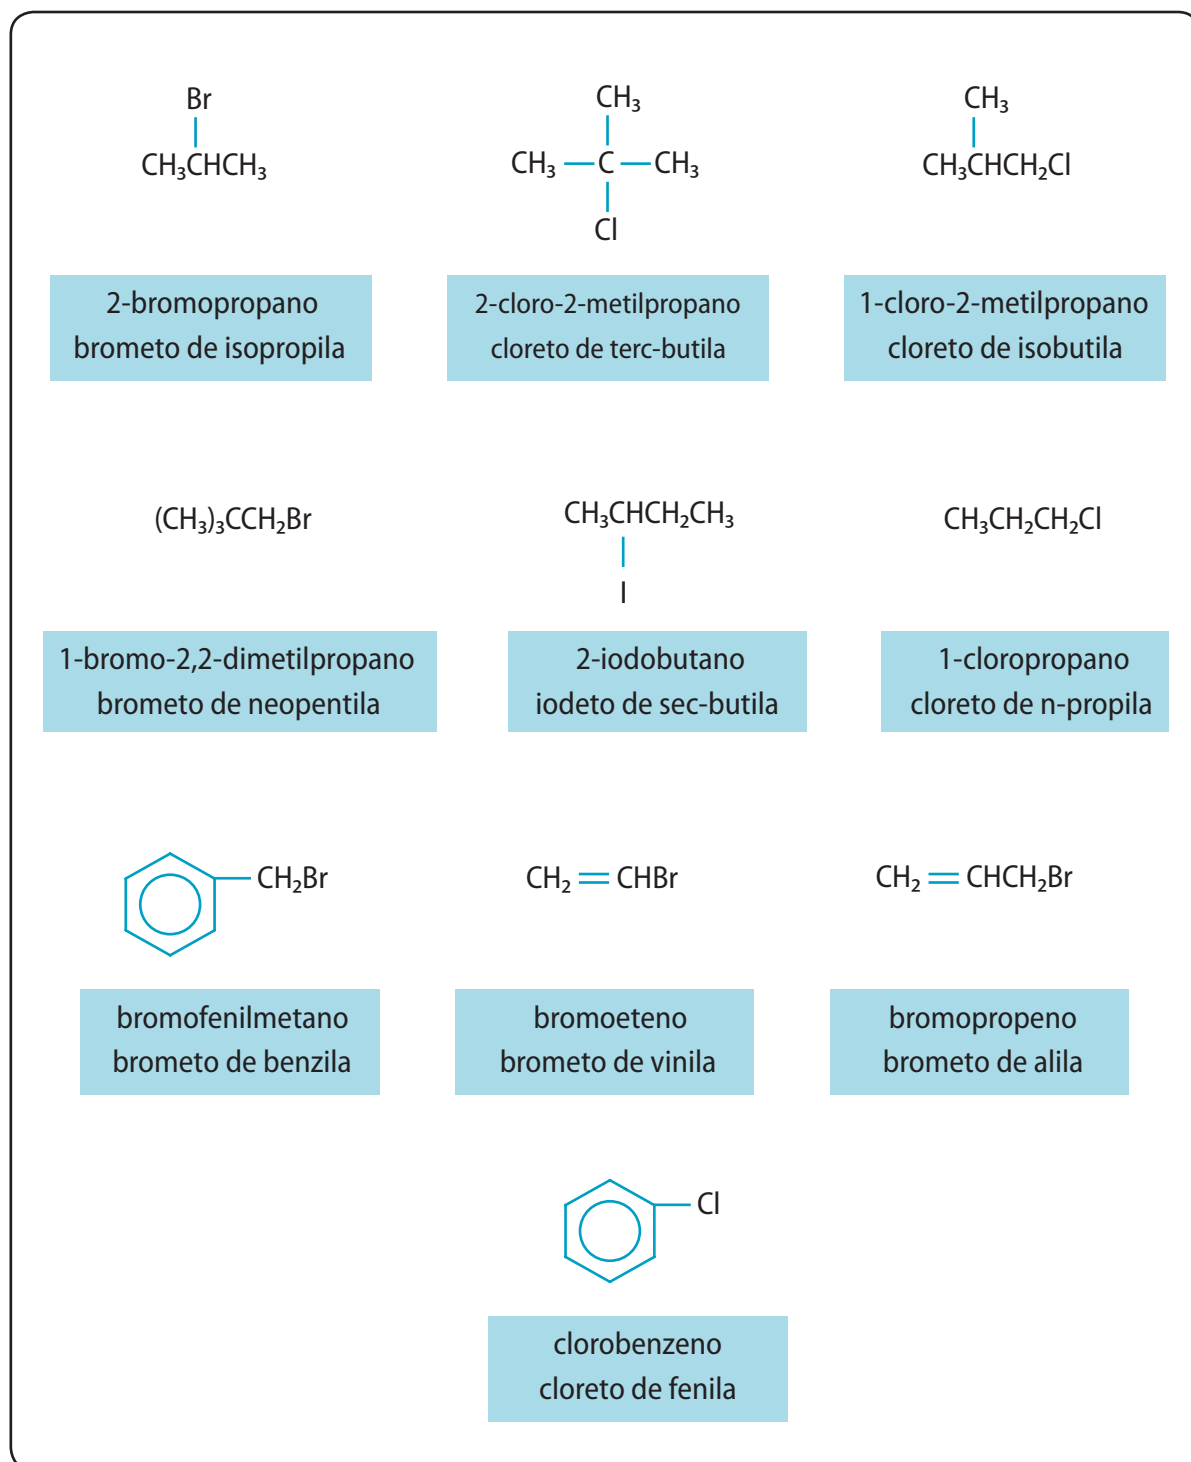 Br
CH₃CHCH₃
2-bromopropano
brometo de isopropila
CH₃
CH₃ C CH₃
Cl
2-cloro-2-metilpropano
cloreto de terc-butila
CH₃
CH₃CHCH₂Cl
1-cloro-2-metilpropano
cloreto de isobutila
(CH₃)₃CCH₂Br
1-bromo-2,2-dimetilpropano
brometo de neopentila
CH₃CHCH₂CH₃
I
2-iodobutano
iodeto de sec-butila
CH₃CH₂CH₂Cl
1-cloropropano
cloreto de n-propila
CH₂Br
bromofenilmetano
brometo de benzila
CH₂ = CHBr
bromoeteno
brometo de vinila
CH₂ = CHCH₂Br
bromopropeno
brometo de alila
Cl
clorobenzeno
cloreto de fenila